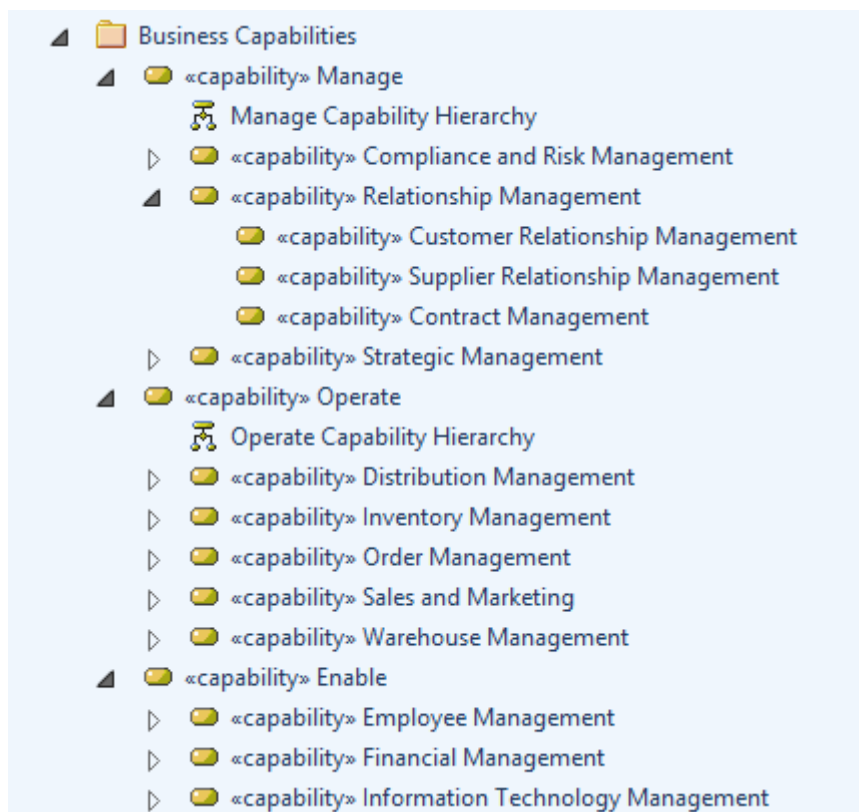 Business Capabilities
«capability» Manage
Manage Capability Hierarchy
«capability» Compliance and Risk Management
«capability» Relationship Management
«capability» Customer Relationship Management
«capability» Supplier Relationship Management
«capability» Contract Management
«capability» Strategic Management
«capability» Operate
Operate Capability Hierarchy
«capability» Distribution Management
«capability» Inventory Management
«capability» Order Management
«capability» Sales and Marketing
«capability» Warehouse Management
«capability» Enable
«capability» Employee Management
«capability» Financial Management
«capability» Information Technology Management